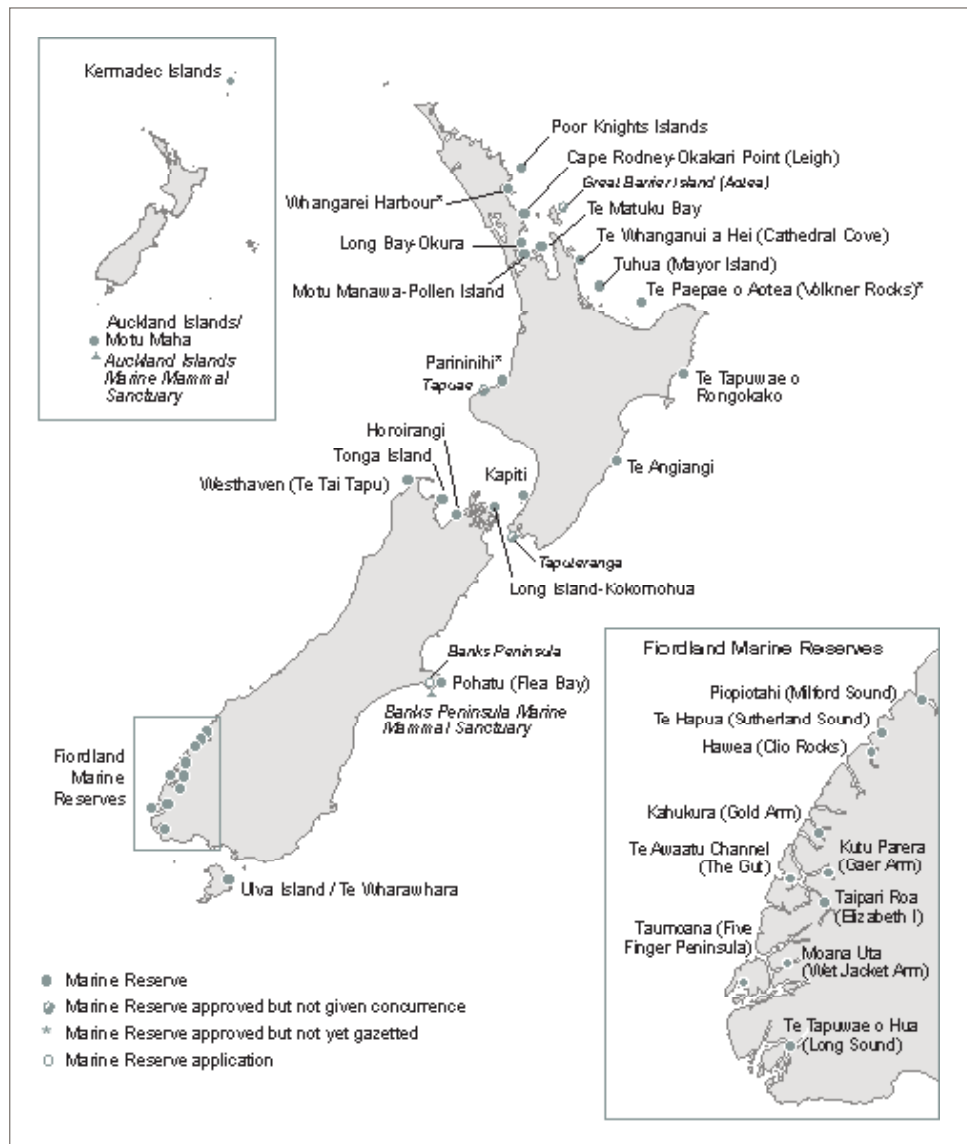 Kermadec Islands
Auckland Islands/
Motu Maha
Auckland Islands
Marine Mammal
Sanctuary
Poor Knights Islands
Cape Rodney-Okakari Point (Leigh)
Great Barrier Island (Aotea)
Whangarei Harbour*
Te Matuku Bay
Long Bay-Okura
Te Whanganui a Hei (Cathedral Cove)
Tuhua (Mayor Island)
Motu Manawa-Pollen Island
Te Paepae o Aotea (Volkner Rocks)*
Parininihi*
Tapuae
Te Tapuwae o
Rongokako
Horoirangi
Tonga Island
Kapiti
Te Angiangi
Westhaven (Te Tai Tapu)
Taputeranga
Long Island-Kokomohua
Banks Peninsula
Pohatu (Flea Bay)
Banks Peninsula Marine
Mammal Sanctuary
Fiordland
Marine
Reserves
Ulva Island / Te Wharawhara
Fiordland Marine Reserves
Piopiotahi (Milford Sound)
Te Hapua (Sutherland Sound)
Hawea (Clio Rocks)
Kahukura (Gold Arm)
Te Awaatu Channel
(The Gut)
Kutu Parera
(Gaer Arm)
Taipari Roa
(Elizabeth I)
Taumoana (Five
Finger Peninsula)
Moana Uta
(Wet Jacket Arm)
Te Tapuwae o Hua
(Long Sound)
Marine Reserve
Marine Reserve approved but not given concurrence
* Marine Reserve approved but not yet gazetted
Marine Reserve application